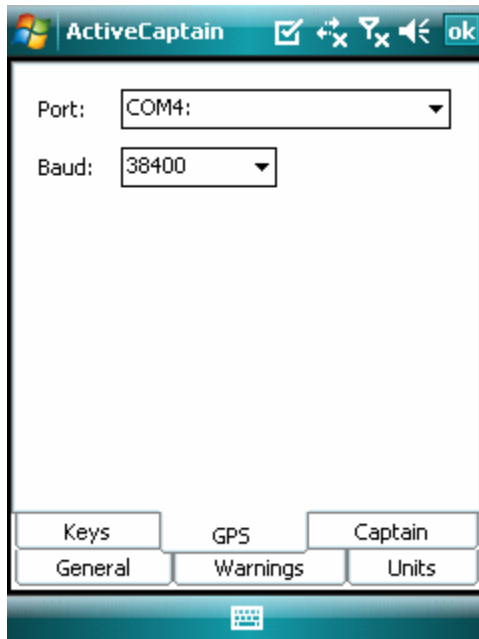 ActiveCaptain ok
Port: COM4:
Baud: 38400
Keys GPS Captain
General Warnings Units